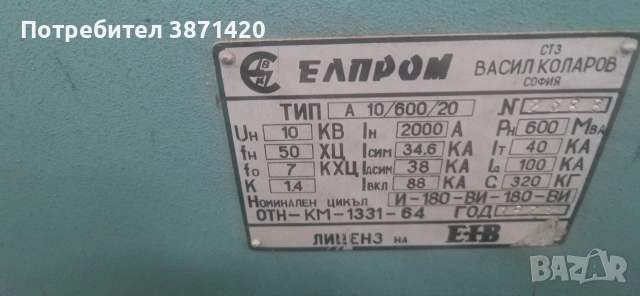 Потребител 3871420
ЕЛПРОМ
СТЗ
ВАСИЛ КОЛАРОВ
СОФИЯ
ТИП А 10/600/20 N
Uн 10 КВ Iн 2000 А Pн 600 Мва
fн 50 ХЦ Iсим 34,6 КА Iт 40 КА
fо 7 КХЦ Iасим 38 КА Iд 100 КА
К 1,4 Iвкл 88 КА С 320 КГ
Номинален цикъл И-180-ВИ-180-ВИ
ОТН-КМ-1331-64 ГОД
ЛИЦЕНЗ на EIB
BAZAR